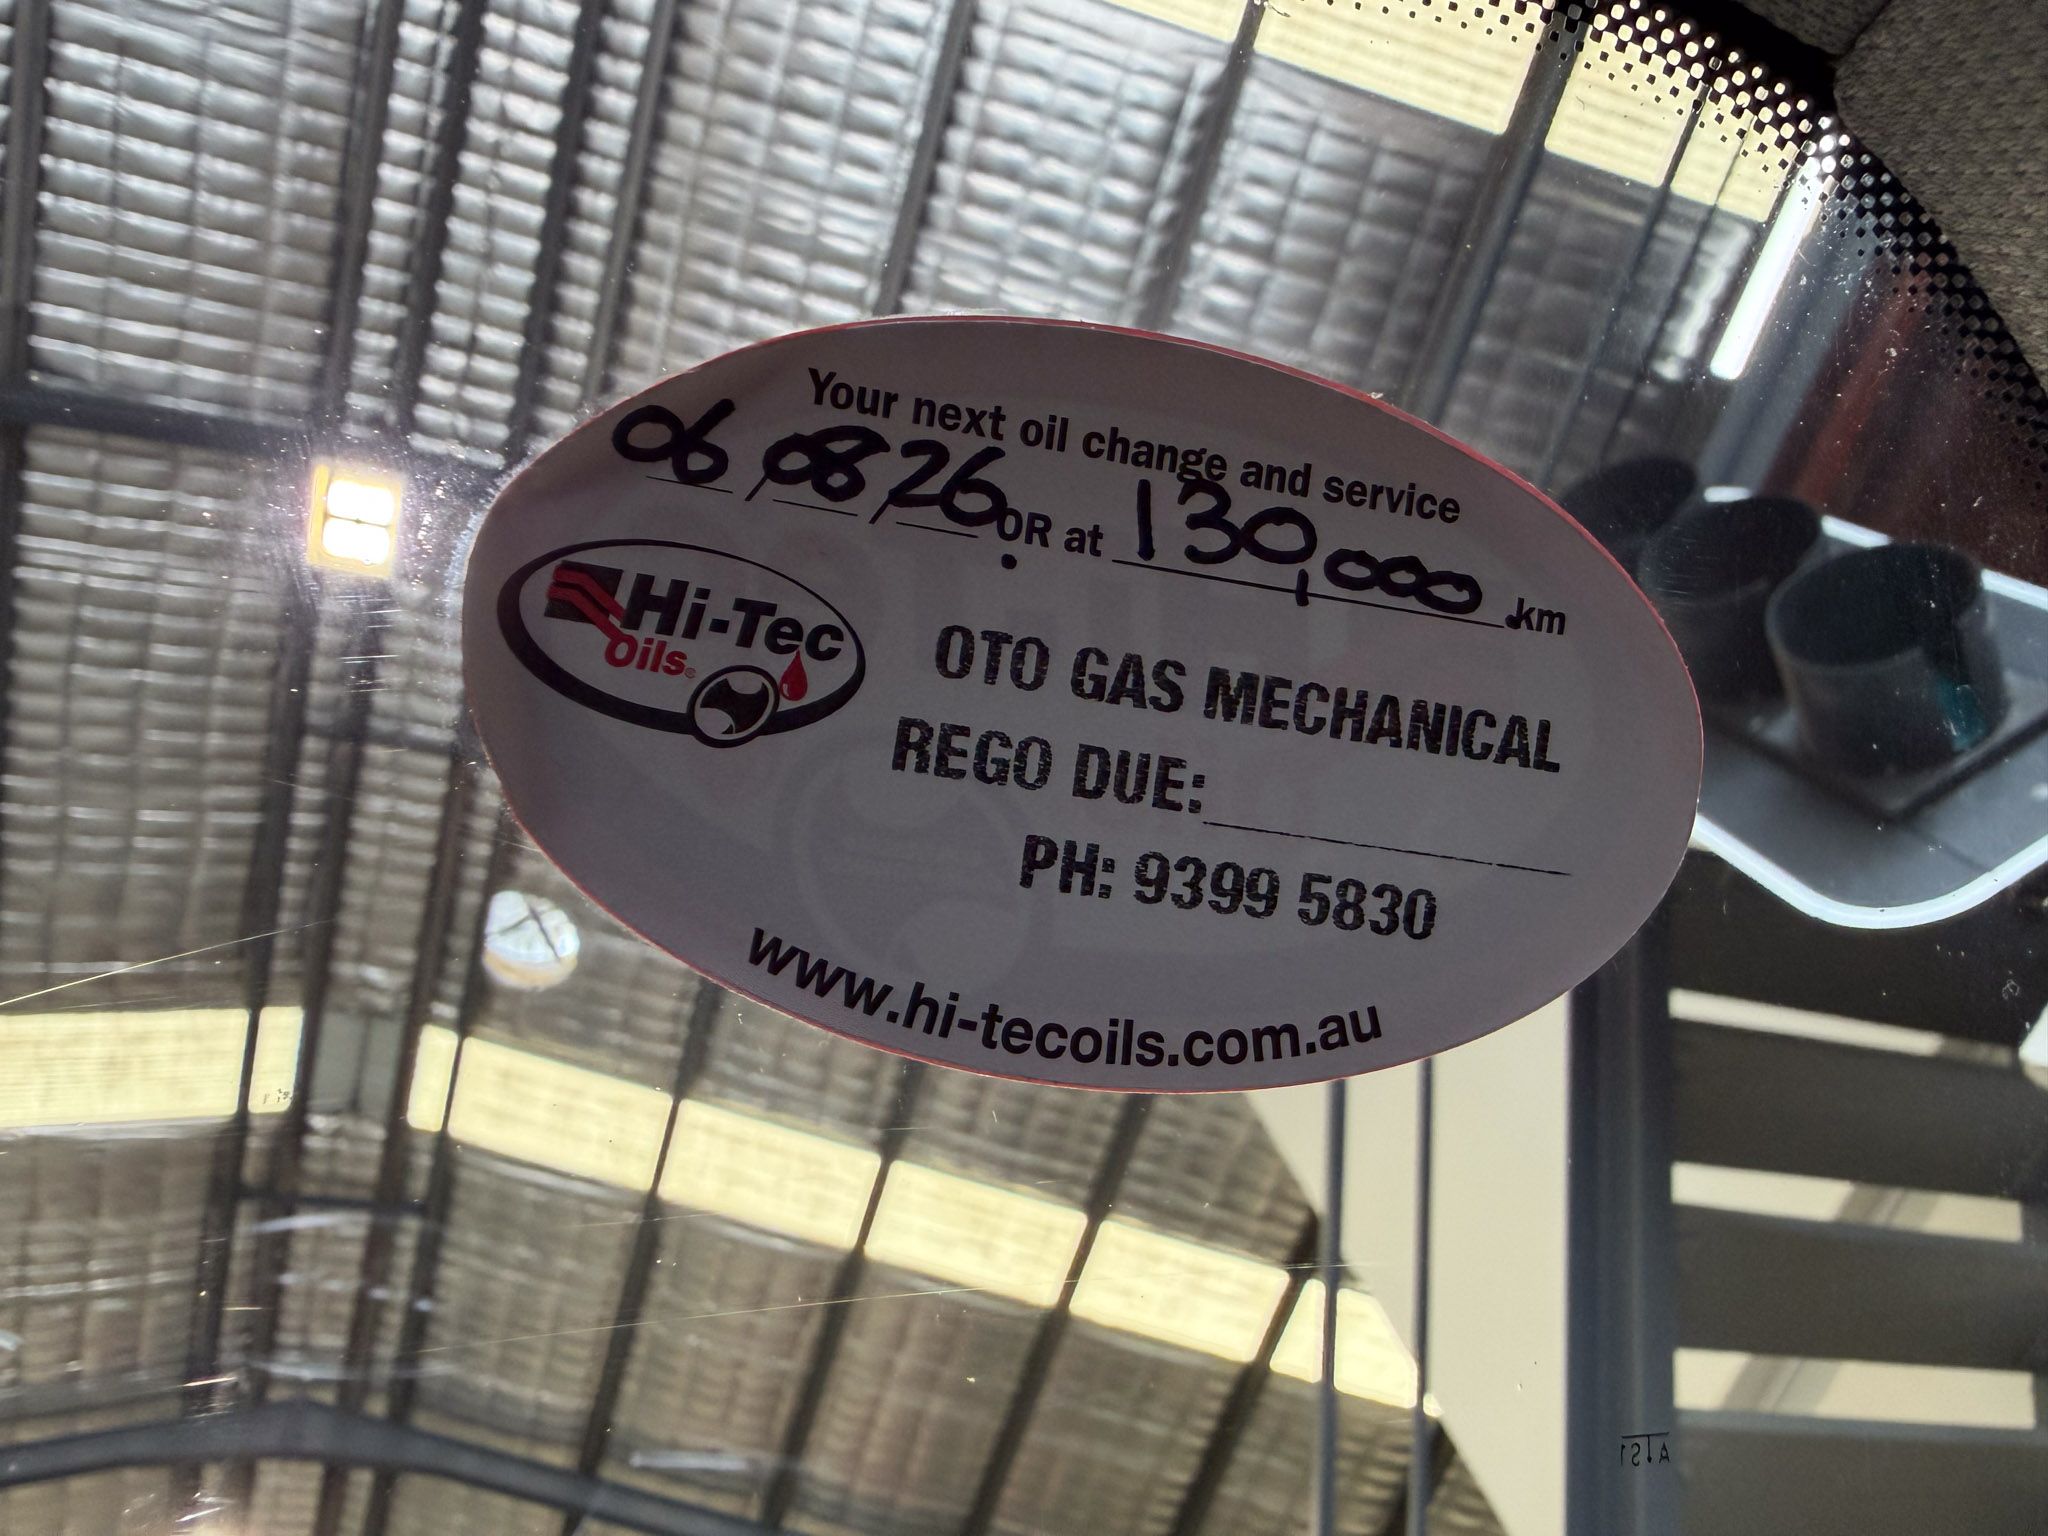 Your next oil change and service
06/08/26 OR at 130,000 km
Hi-Tec
Oils®
OTO GAS MECHANICAL
REGO DUE:
PH: 9399 5830
www.hi-tecoils.com.au